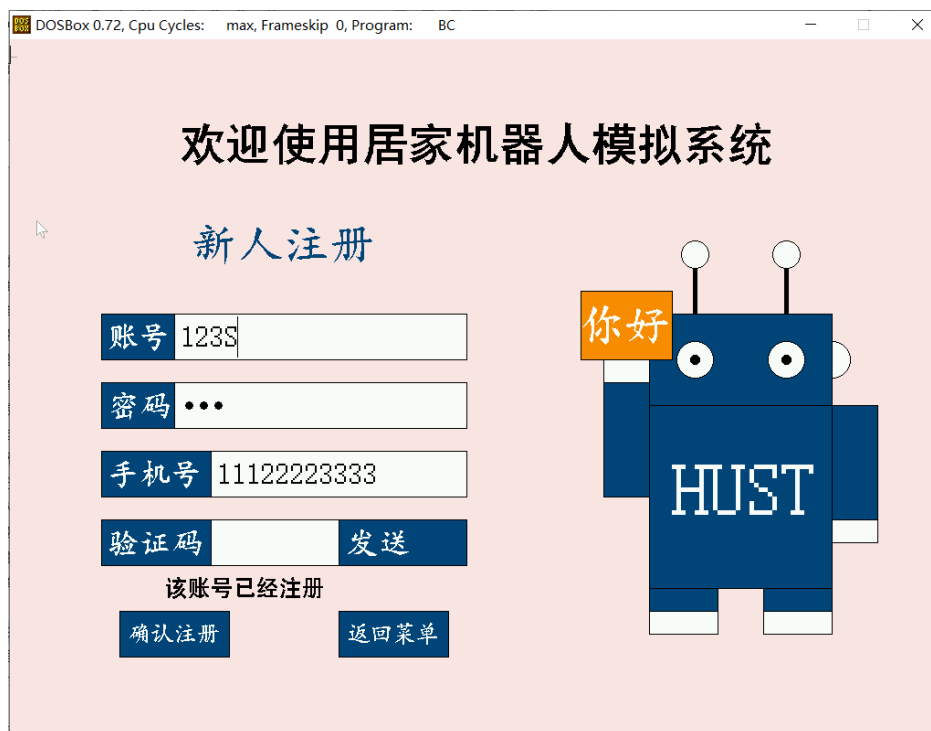 DOSBox 0.72, Cpu Cycles: max, Frameskip 0, Program: BC
欢迎使用居家机器人模拟系统
新人注册
你好
账号 123S
密码 •••
手机号 11122223333
HUST
验证码 发送
该账号已经注册
确认注册 返回菜单